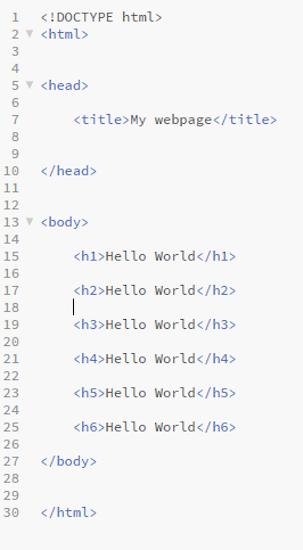 1 <!DOCTYPE html>
2 <html>
3
4
5 <head>
6
7 <title>My webpage</title>
8
9
10 </head>
11
12
13 <body>
14
15 <h1>Hello World</h1>
16
17 <h2>Hello World</h2>
18
19 <h3>Hello World</h3>
20
21 <h4>Hello World</h4>
22
23 <h5>Hello World</h5>
24
25 <h6>Hello World</h6>
26
27 </body>
28
29
30 </html>